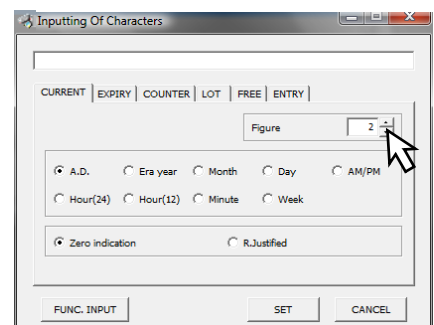 Inputting Of Characters
CURRENT EXPIRY COUNTER LOT FREE ENTRY
Figure 2
A.D. Era year Month Day AM/PM
Hour(24) Hour(12) Minute Week
Zero indication R.Justified
FUNC. INPUT SET CANCEL